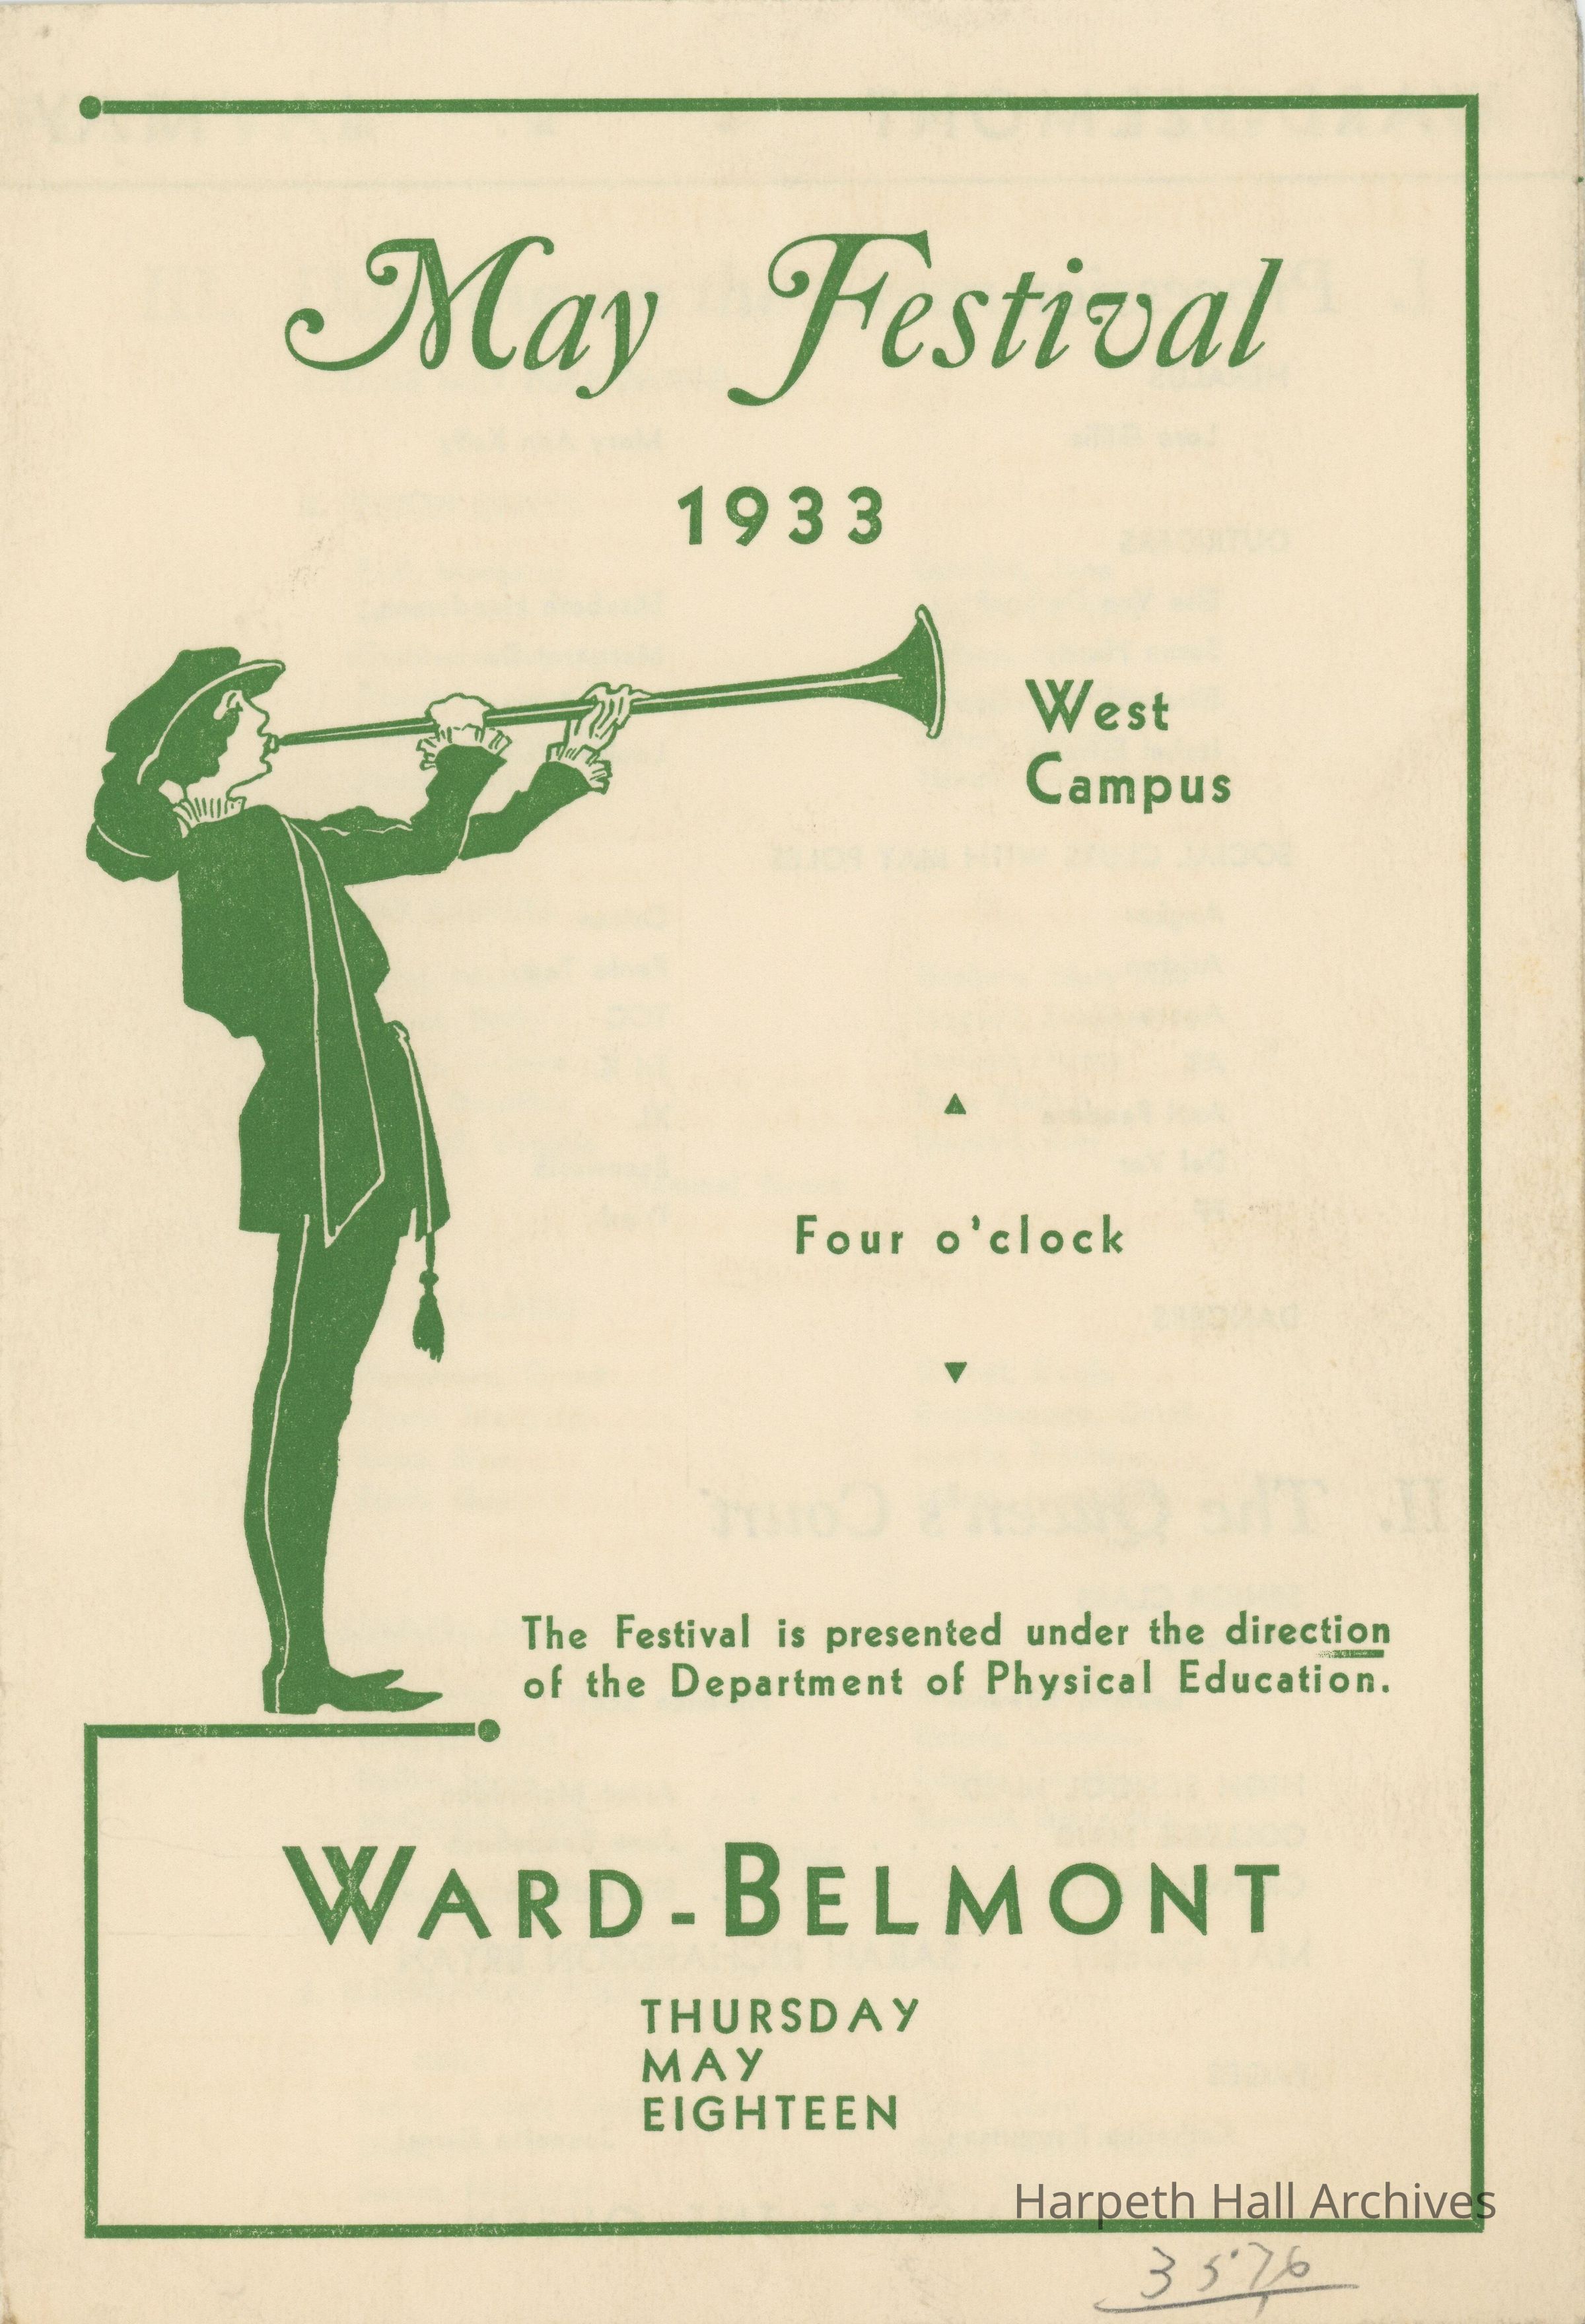 May Festival
1933
West
Campus
Four o'clock
The Festival is presented under the direction
of the Department of Physical Education.
WARD-BELMONT
THURSDAY
MAY
EIGHTEEN
Harpeth Hall Archives
3576